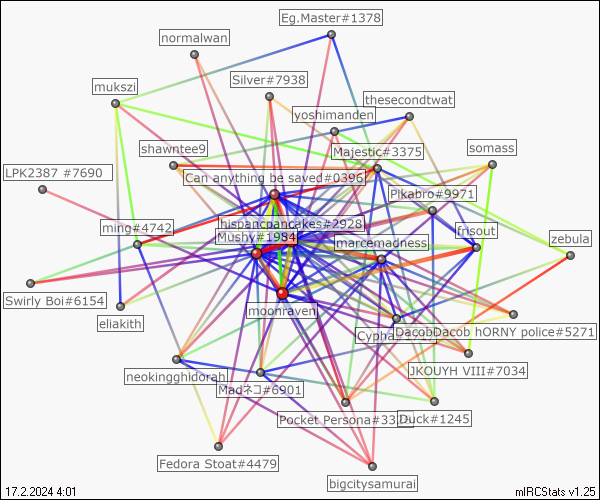 Eg.Master#1378
normalwan
Silver#7938
mukszi
thesecondtwat
yoshimanden
shawntee9
Majestic#3375
somass
LPK2387 #7690
Can anything be saved#0396
Pikabro#9971
hispancpancakes#2928
ming#4742
Mushy#1984
marcemadness
frisout
zebula
Swirly Boi#6154
moonraven
eliakith
DacobDacob hORNY police#5271
neokingghidorah
JKOUYH VIII#7034
Madネコ#6901
Pocket Persona#33
Duck#1245
Fedora Stoat#4479
bigcitysamurai
17.2.2024 4:01
mIRCStats v1.25